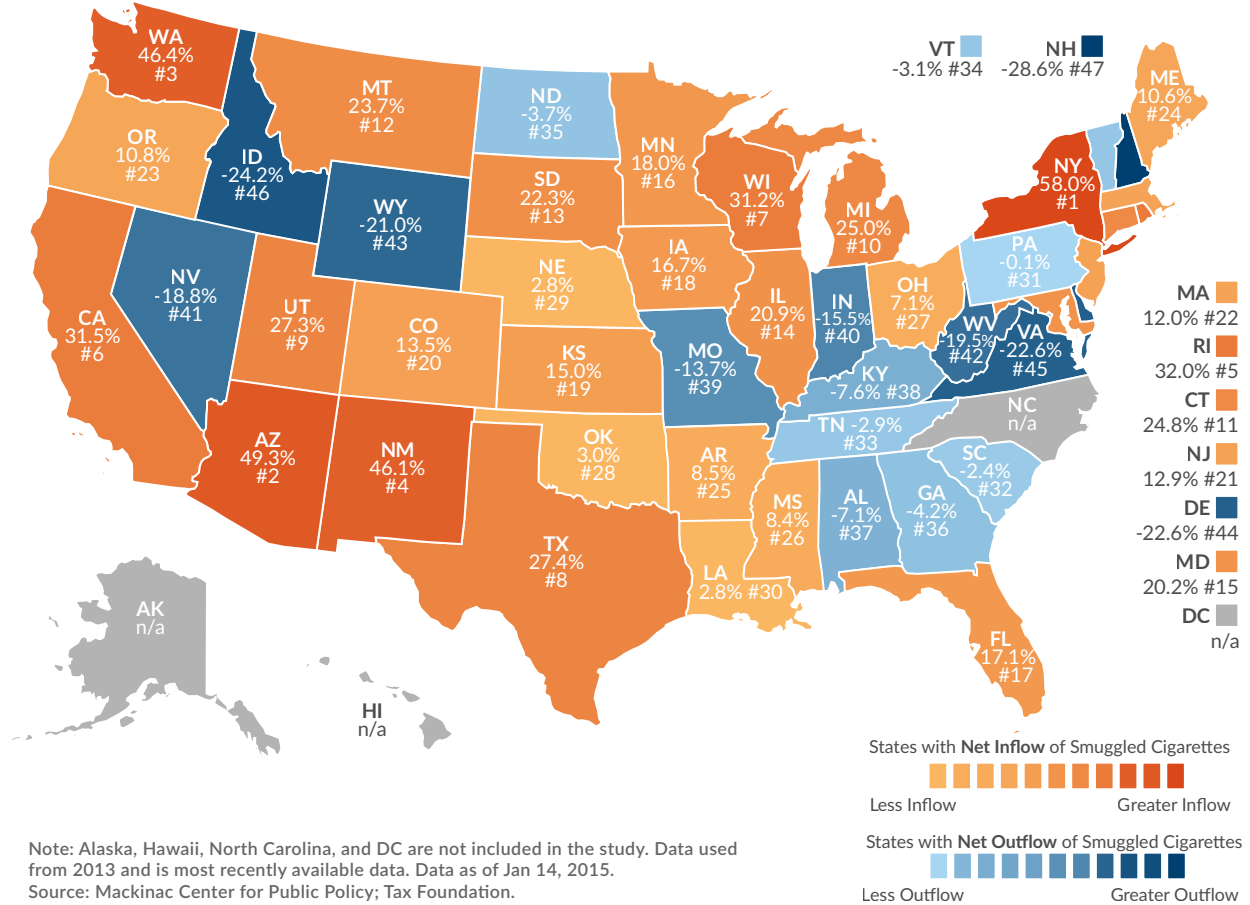 WA
46.4%
#3
MT
23.7%
#12
ND
-3.7%
#35
VT
-3.1% #34
NH
-28.6% #47
ME
10.6%
#24
OR
10.8%
#23
ID
-24.2%
#46
MN
18.0%
#16
WI
31.2%
#7
NY
58.0%
#1
SD
22.3%
#13
WY
-21.0%
#43
MI
25.0%
#10
IA
16.7%
#18
PA
-0.1%
#31
NV
-18.8%
#41
NE
2.8%
#29
OH
7.1%
#27
IL
20.9%
#14
IN
-15.5%
#40
UT
27.3%
#9
CA
31.5%
#6
CO
13.5%
#20
WV
-19.5%
#42
VA
-22.6%
#45
KS
15.0%
#19
MO
-13.7%
#39
KY
-7.6% #38
NC
n/a
TN -2.9%
#33
AZ
49.3%
#2
NM
46.1%
#4
OK
3.0%
#28
AR
8.5%
#25
SC
-2.4%
#32
MS
8.4%
#26
AL
-7.1%
#37
GA
-4.2%
#36
TX
27.4%
#8
LA
2.8% #30
FL
17.1%
#17
AK
n/a
HI
n/a
MA
12.0% #22
RI
32.0% #5
CT
24.8% #11
NJ
12.9% #21
DE
-22.6% #44
MD
20.2% #15
DC
n/a
States with Net Inflow of Smuggled Cigarettes
Less Inflow Greater Inflow
States with Net Outflow of Smuggled Cigarettes
Less Outflow Greater Outflow
Note: Alaska, Hawaii, North Carolina, and DC are not included in the study. Data used
from 2013 and is most recently available data. Data as of Jan 14, 2015.
Source: Mackinac Center for Public Policy; Tax Foundation.